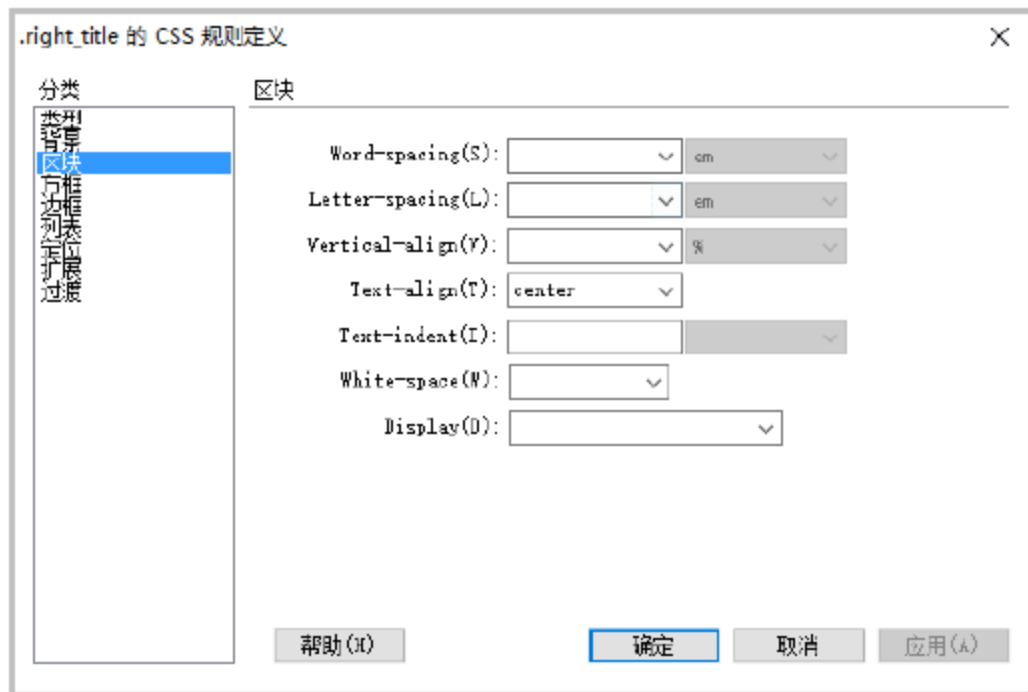 .right_title 的 CSS 规则定义
分类
类型
背景
区块
方框
边框
列表
定位
扩展
过渡
区块
Word-spacing(S): em
Letter-spacing(L): em
Vertical-align(V): %
Text-align(T): center
Text-indent(I):
White-space(W):
Display(D):
帮助(H) 确定 取消 应用(A)